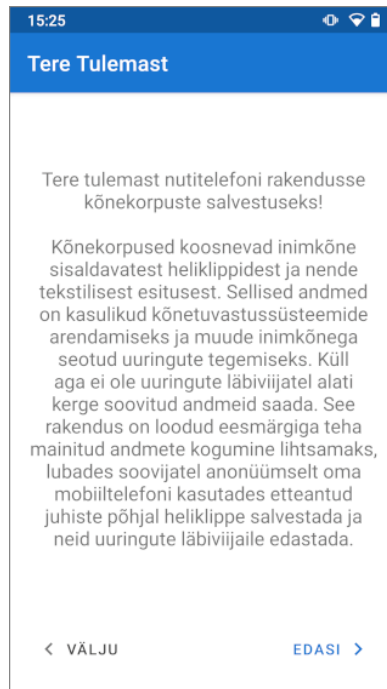 15:25
Tere Tulemast
Tere tulemast nutitelefoni rakendusse
kõnekorpuste salvestuseks!
Kõnekorpused koosnevad inimkõne
sisaldavatest heliklippidest ja nende
tekstilisest esitusest. Sellised andmed
on kasulikud kõnetuvastussüsteemide
arendamiseks ja muude inimkõnega
seotud uuringute tegemiseks. Küll
aga ei ole uuringute läbiviijatel alati
kerge soovitud andmeid saada. See
rakendus on loodud eesmärgiga teha
mainitud andmete kogumine lihtsamaks,
lubades soovijatel anonüümselt oma
mobiiltelefoni kasutades etteantud
juhiste põhjal heliklippe salvestada ja
neid uuringute läbiviijaile edastada.
VÄLJU EDASI